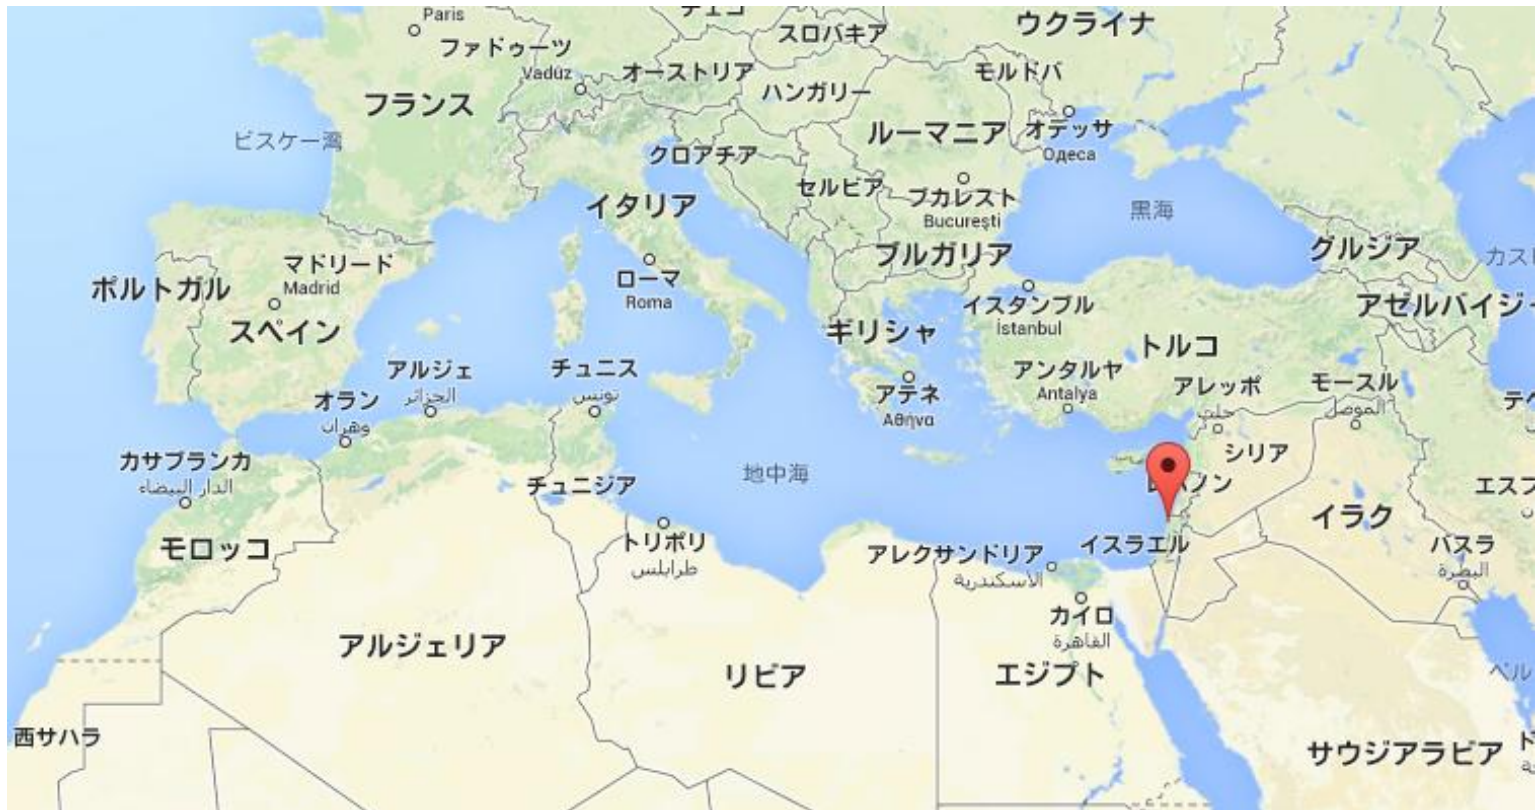 Paris
チェコ
スロバキア
ウクライナ
ファドゥーツ
Vaduz
オーストリア
モルドバ
ハンガリー
フランス
ビスケー湾
ルーマニア
オデッサ
Одеса
クロアチア
セルビア
ブカレスト
București
イタリア
黒海
ブルガリア
グルジア
マドリード
Madrid
ポルトガル
スペイン
ローマ
Roma
イスタンブル
İstanbul
アゼルバイジ
ギリシャ
トルコ
アルジェ
الجزائر
チュニス
تونس
アテネ
Αθήνα
アンタルヤ
Antalya
アレッポ
حلب
モースル
الموصل
オラン
وهران
カサブランカ
الدار البيضاء
地中海
シリア
チュニジア
レバノン
イラク
モロッコ
トリポリ
طرابلس
アレクサンドリア
الأسكندرية
イスラエル
バスラ
البصرة
カイロ
القاهرة
アルジェリア
リビア
エジプト
ペル
西サハラ
サウジアラビア